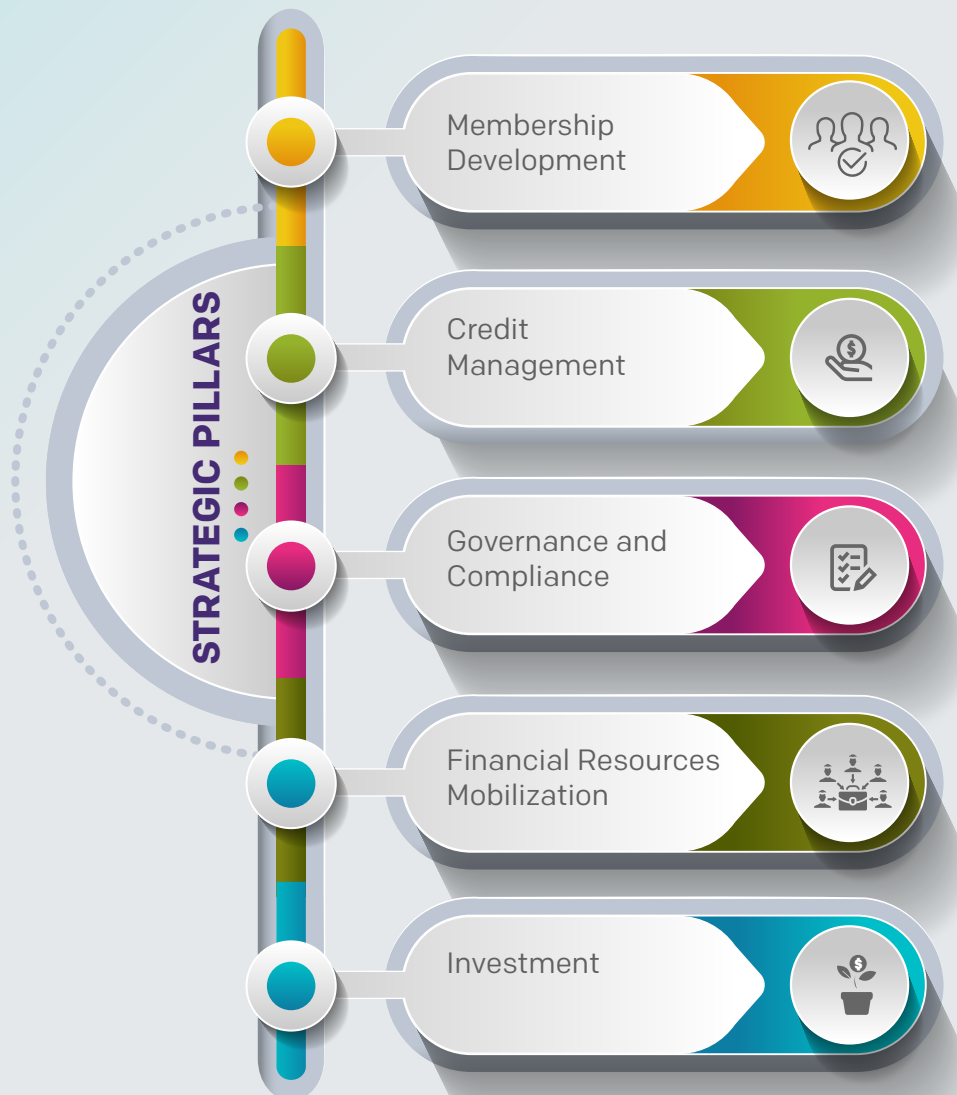 STRATEGIC PILLARS
Membership
Development
Credit
Management
Governance and
Compliance
Financial Resources
Mobilization
Investment